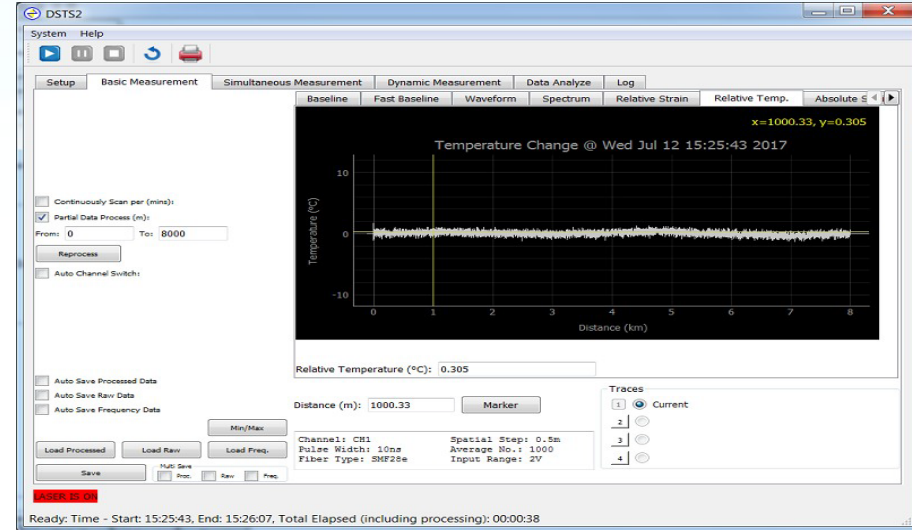 DSTS2
System Help
Setup Basic Measurement Simultaneous Measurement Dynamic Measurement Data Analyze Log
Baseline Fast Baseline Waveform Spectrum Relative Strain Relative Temp. Absolute S
x=1000.33, y=0.305
Temperature Change @ Wed Jul 12 15:25:43 2017
10
0
-10
Temperature (ºC)
0 1 2 3 4 5 6 7 8
Distance (km)
Continuously Scan per (mins):
Partial Data Process (m):
From: 0 To: 8000
Reprocess
Auto Channel Switch:
Relative Temperature (ºC): 0.305
Auto Save Processed Data
Auto Save Raw Data
Auto Save Frequency Data
Distance (m): 1000.33 Marker
Traces
1 Current
2
3
4
Min/Max
Load Processed Load Raw Load Freq.
Save Multi Save Proc. Raw Freq.
Channel: CH1 Spatial Step: 0.5m
Pulse Width: 10ns Average No.: 1000
Fiber Type: SMF28e Input Range: 2V
LASER IS ON
Ready: Time - Start: 15:25:43, End: 15:26:07, Total Elapsed (including processing): 00:00:38